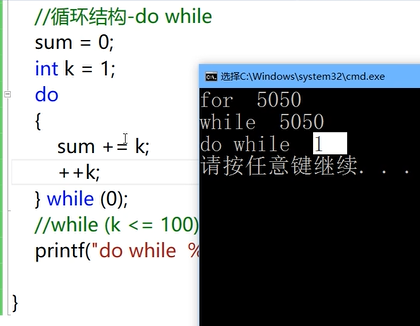 //循环结构-do while
sum = 0;
int k = 1;
do
{
sum += k;
++k;
} while (0);
//while (k <= 100)
printf("do while %
}
选择C:\Windows\system32\cmd.exe
for 5050
while 5050
do while 1
请按任意键继续. . .